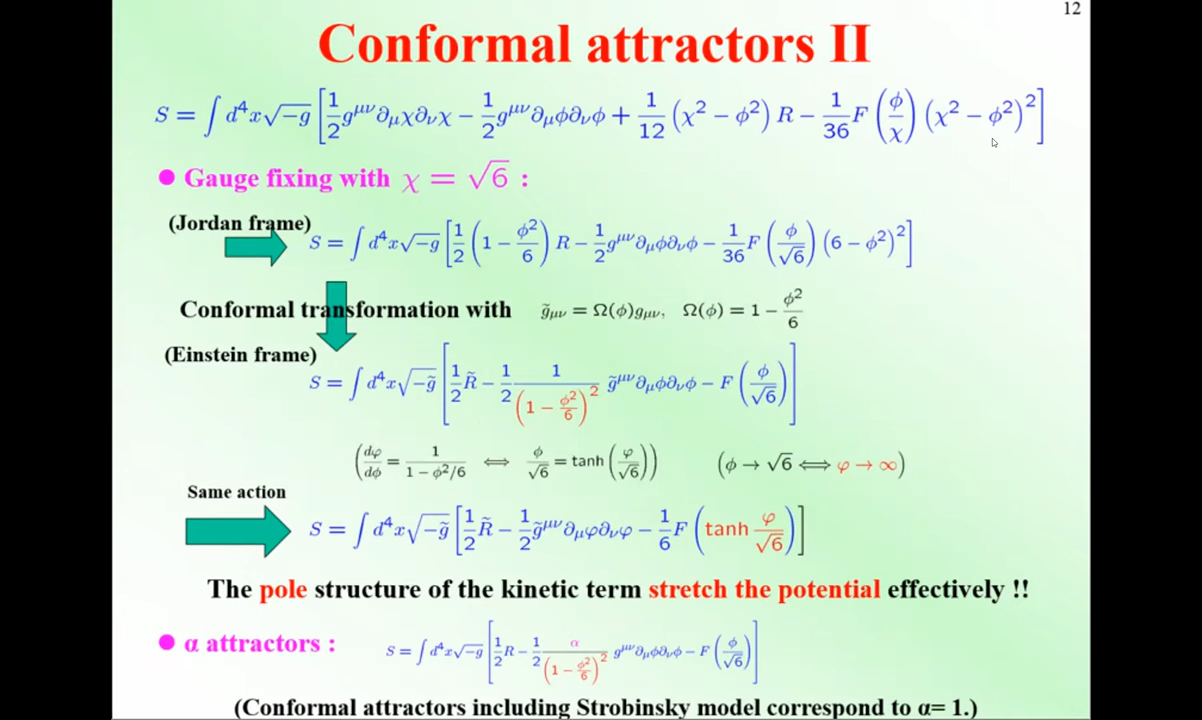 12
Conformal attractors II
S = ∫ d⁴x√−g [ 1/2 g^{μν}∂_μχ∂_νχ − 1/2 g^{μν}∂_μϕ∂_νϕ + 1/12 (χ² − ϕ²) R − 1/36 F (ϕ/χ) (χ² − ϕ²)² ]
● Gauge fixing with χ = √6 :
(Jordan frame)
S = ∫ d⁴x√−g [ 1/2 (1 − ϕ²/6) R − 1/2 g^{μν}∂_μϕ∂_νϕ − 1/36 F (ϕ/√6) (6 − ϕ²)² ]
Conformal transformation with g̃_{μν} = Ω(ϕ)g_{μν}, Ω(ϕ) = 1 − ϕ²/6
(Einstein frame)
S = ∫ d⁴x√−g̃ [ 1/2 R̃ − 1/2 1/(1 − ϕ²/6)² g̃^{μν}∂_μϕ∂_νϕ − F (ϕ/√6) ]
( dφ/dϕ = 1/(1 − ϕ²/6) ⟺ ϕ/√6 = tanh (φ/√6) ) (ϕ → √6 ⟺ φ → ∞)
Same action
S = ∫ d⁴x√−g̃ [ 1/2 R̃ − 1/2 g̃^{μν}∂_μφ∂_νφ − 1/6 F (tanh φ/√6) ]
The pole structure of the kinetic term stretch the potential effectively !!
● α attractors : S = ∫ d⁴x√−g [ 1/2 R − 1/2 α/(1 − ϕ²/6)² g^{μν}∂_μϕ∂_νϕ − F (ϕ/√6) ]
(Conformal attractors including Strobinsky model correspond to α= 1.)